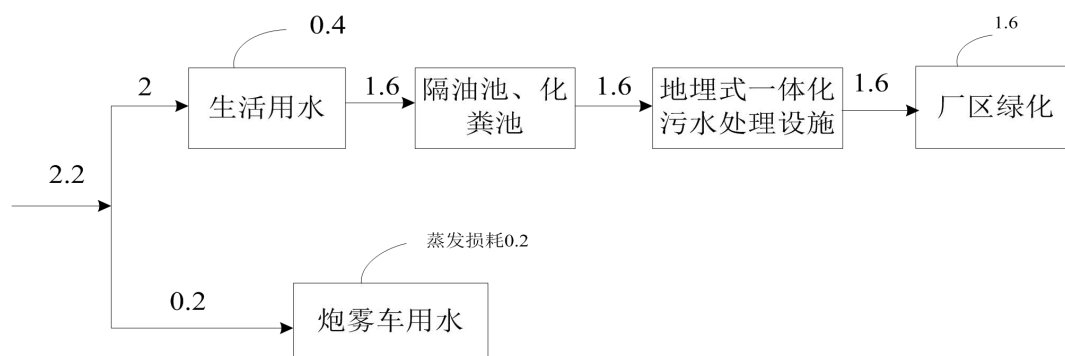 0.4
1.6
2
生活用水
1.6
隔油池、化
粪池
1.6
地埋式一体化
污水处理设施
1.6
厂区绿化
2.2
蒸发损耗0.2
0.2
炮雾车用水